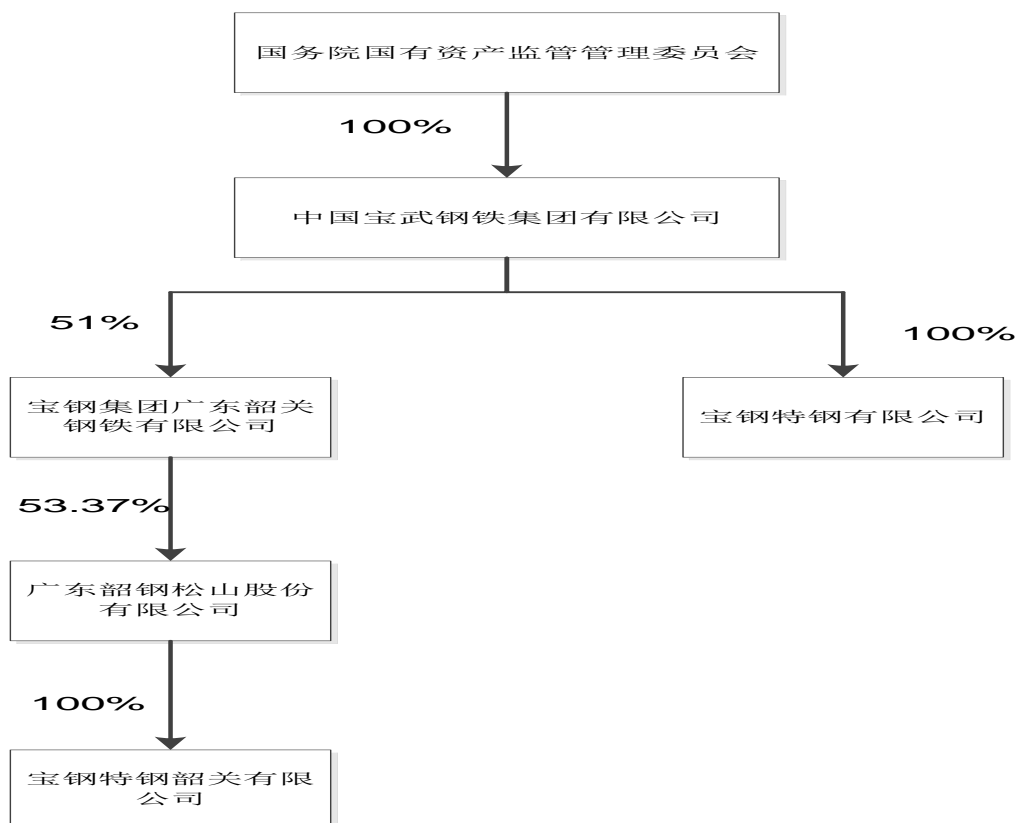 国务院国有资产监管管理委员会
100%
中国宝武钢铁集团有限公司
51%
100%
宝钢集团广东韶关
钢铁有限公司
宝钢特钢有限公司
53.37%
广东韶钢松山股份
有限公司
100%
宝钢特钢韶关有限
公司